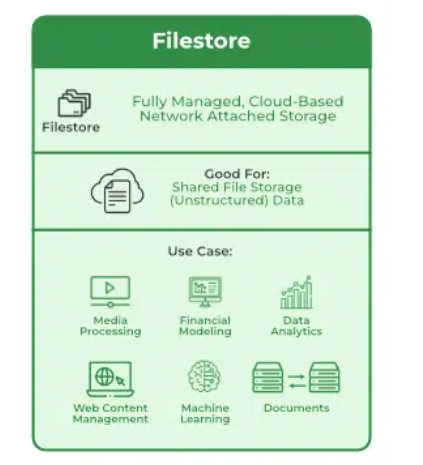 Filestore
Filestore
Fully Managed, Cloud-Based
Network Attached Storage
Good For:
Shared File Storage
(Unstructured) Data
Use Case:
Media
Processing
Financial
Modeling
Data
Analytics
Web Content
Management
Machine
Learning
Documents